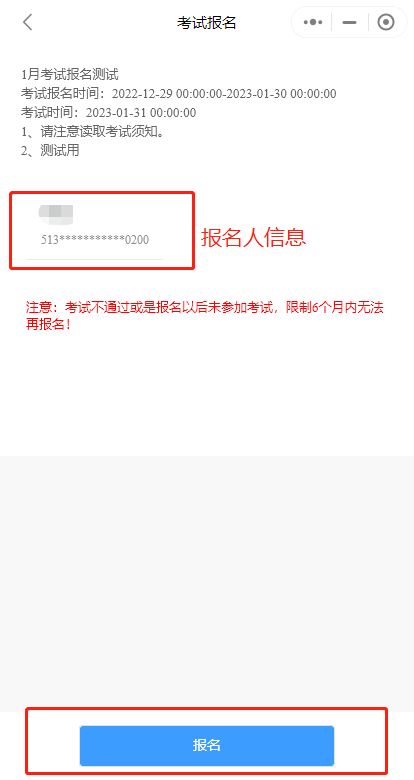 考试报名
1月考试报名测试
考试报名时间：2022-12-29 00:00:00-2023-01-30 00:00:00
考试时间：2023-01-31 00:00:00
1、请注意读取考试须知。
2、测试用
513***********0200
报名人信息
注意：考试不通过或是报名以后未参加考试，限制6个月内无法
再报名！
报名